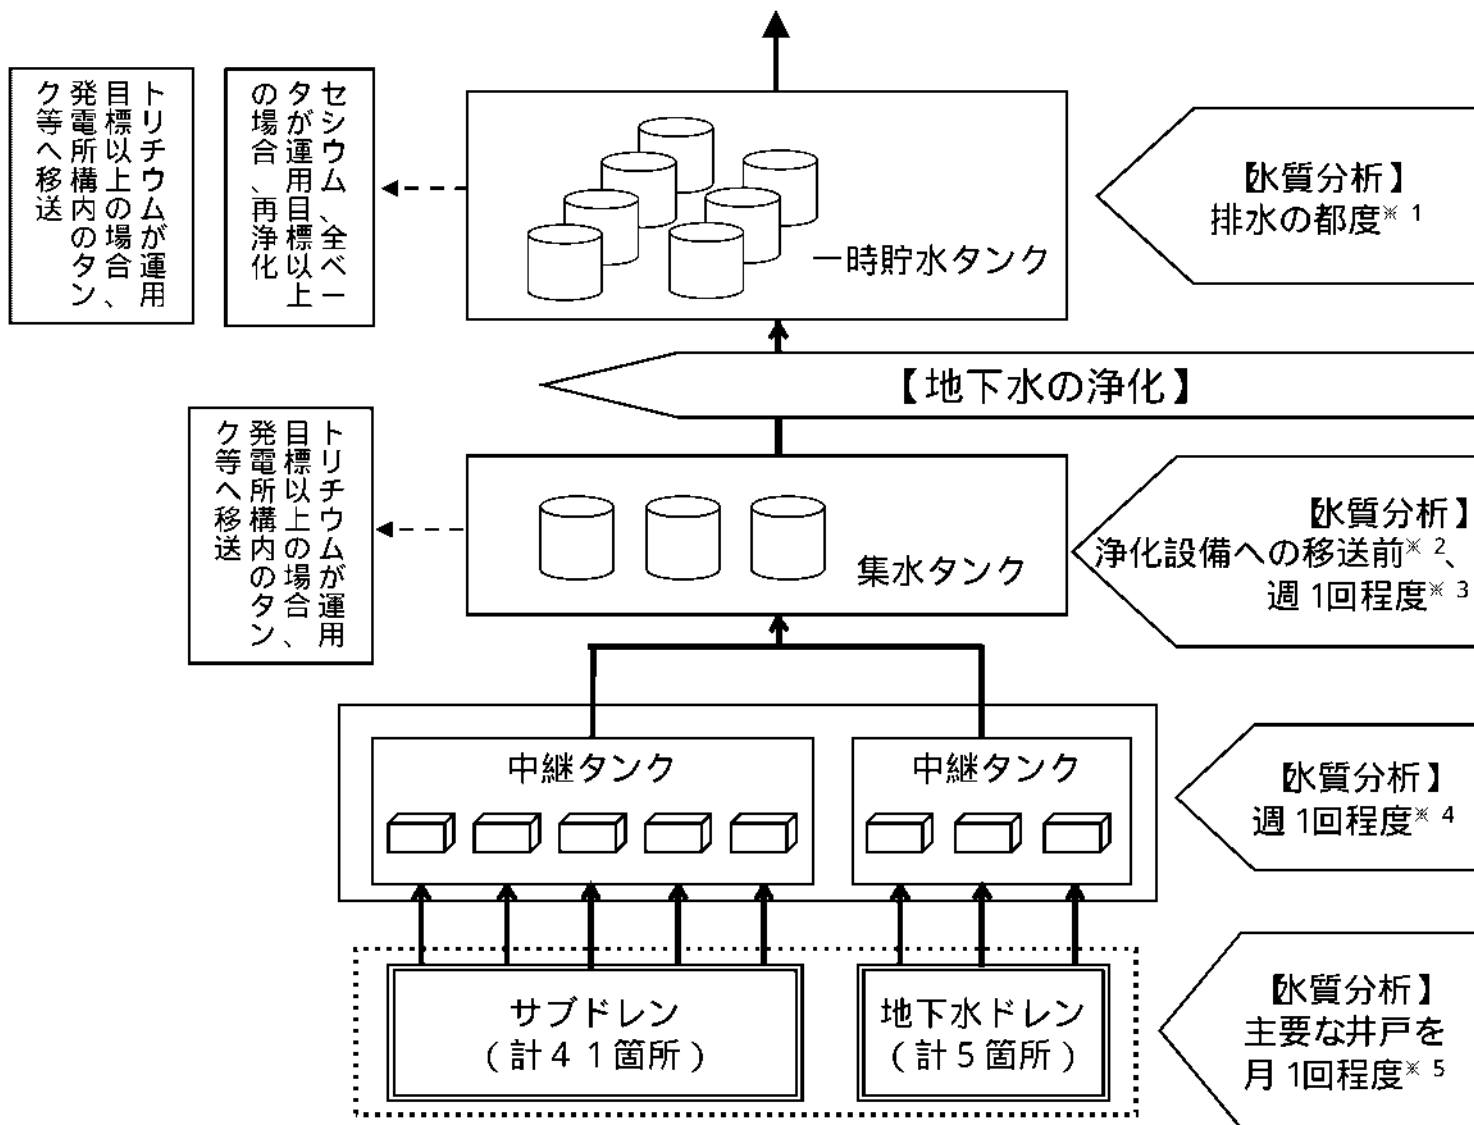 トリチウムが運用
目標以上の場合、
発電所構内のタン
ク等へ移送
セシウム、全ベー
タが運用目標以上
の場合、再浄化
一時貯水タンク
【水質分析】
排水の都度※1
【地下水の浄化】
トリチウムが運用
目標以上の場合、
発電所構内のタン
ク等へ移送
集水タンク
【水質分析】
浄化設備への移送前※2、
週1回程度※3
中継タンク
中継タンク
【水質分析】
週1回程度※4
サブドレン
(計41箇所)
地下水ドレン
(計5箇所)
【水質分析】
主要な井戸を
月1回程度※5